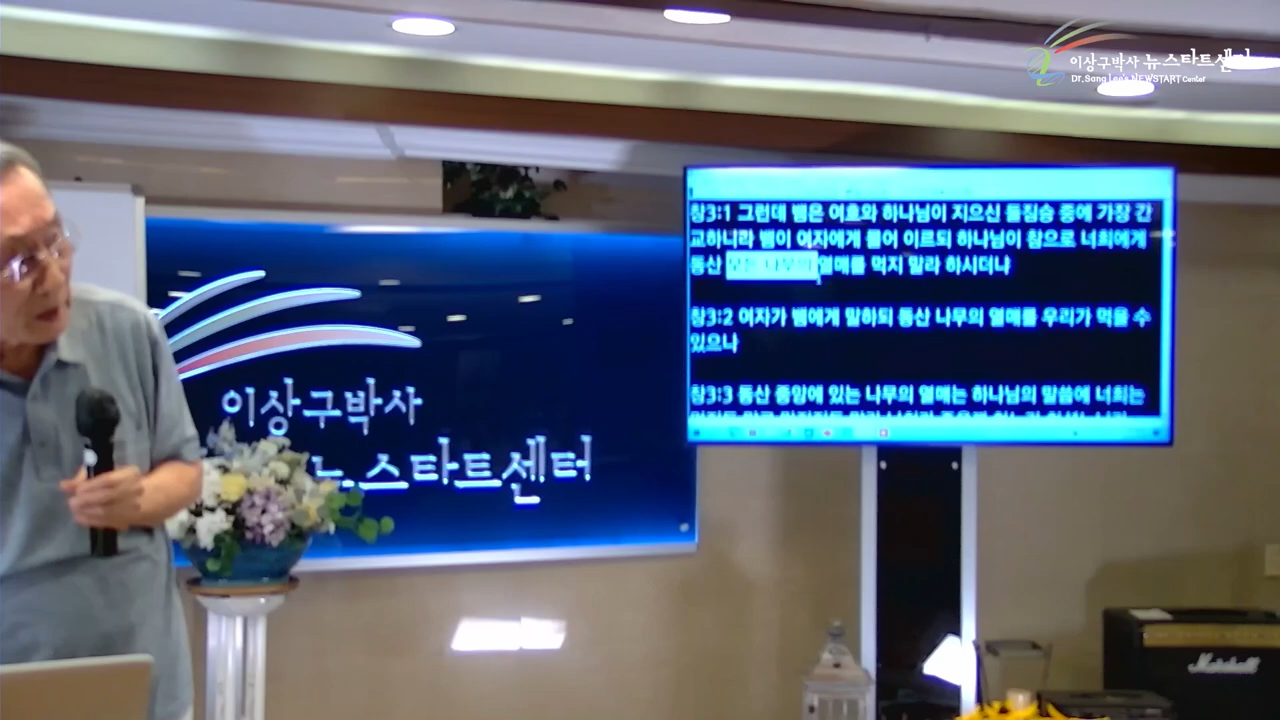 이상구박사 뉴스타트센터
Dr. Sang Lee's NEWSTART Center
창3:1 그런데 뱀은 여호와 하나님이 지으신 들짐승 중에 가장 간
교하니라 뱀이 여자에게 물어 이르되 하나님이 참으로 너희에게
동산 모든 나무의 열매를 먹지 말라 하시더냐
창3:2 여자가 뱀에게 말하되 동산 나무의 열매를 우리가 먹을 수
있으나
창3:3 동산 중앙에 있는 나무의 열매는 하나님의 말씀에 너희는
이상구박사
뉴스타트센터
Marshall